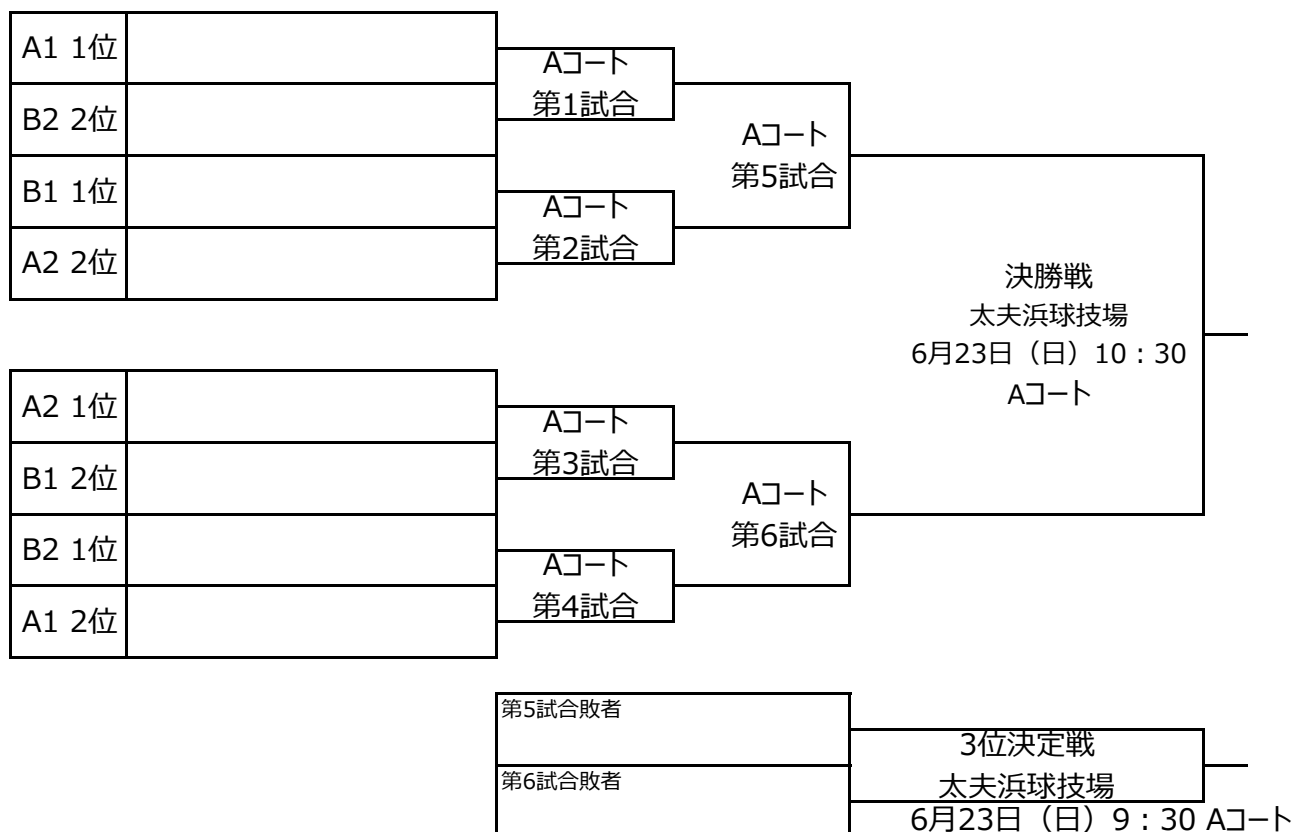 A1 1位
B2 2位
B1 1位
A2 2位
Aコート
第1試合
Aコート
第2試合
Aコート
第5試合
A2 1位
B1 2位
B2 1位
A1 2位
Aコート
第3試合
Aコート
第4試合
Aコート
第6試合
決勝戦
太夫浜球技場
6月23日（日）10：30
Aコート
第5試合敗者
第6試合敗者
3位決定戦
太夫浜球技場
6月23日（日）9：30 Aコート